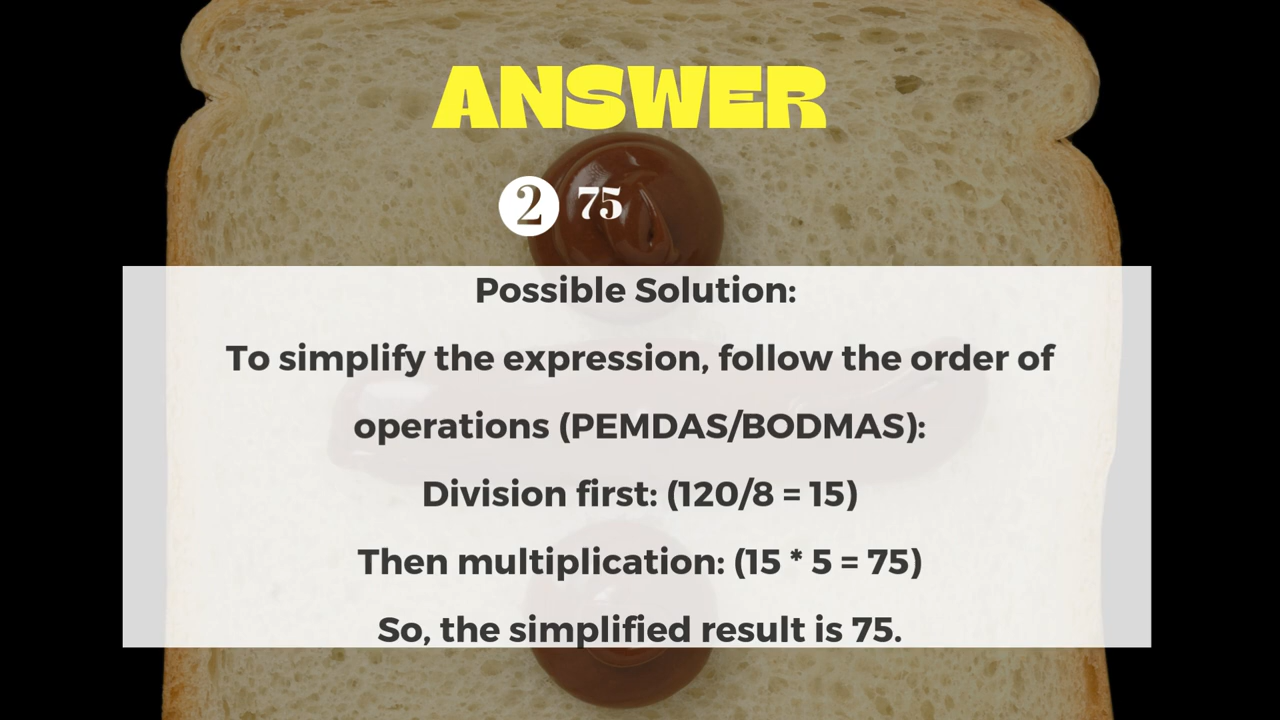 ANSWER
2 75
Possible Solution:
To simplify the expression, follow the order of
operations (PEMDAS/BODMAS):
Division first: (120/8 = 15)
Then multiplication: (15 * 5 = 75)
So, the simplified result is 75.